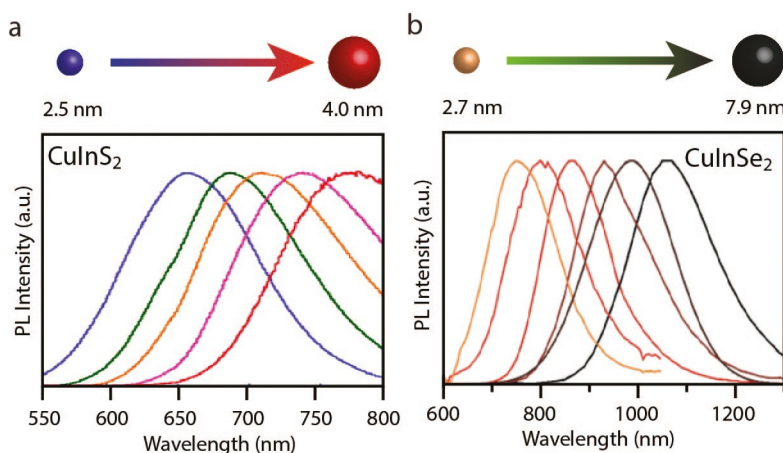 a
2.5 nm
4.0 nm
CuInS₂
PL Intensity (a.u.)
550 600 650 700 750 800
Wavelength (nm)
b
2.7 nm
7.9 nm
CuInSe₂
PL Intensity (a.u.)
600 800 1000 1200
Wavelength (nm)